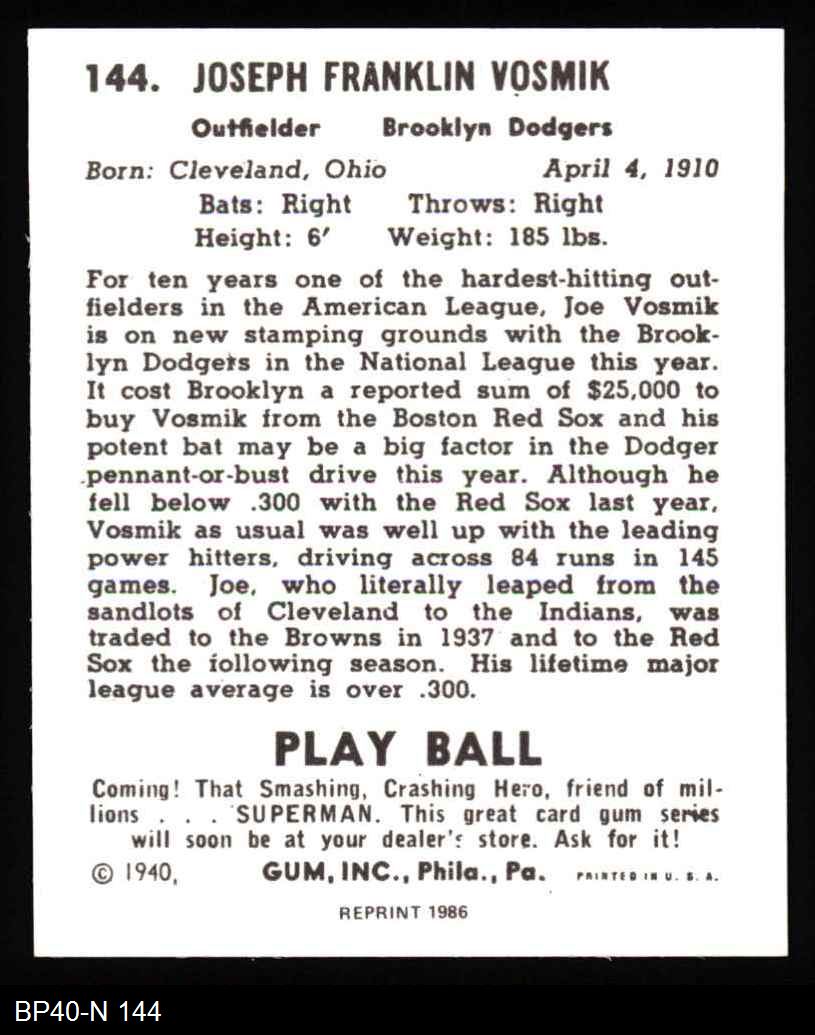 144. JOSEPH FRANKLIN VOSMIK
Outfielder Brooklyn Dodgers
Born: Cleveland, Ohio April 4, 1910
Bats: Right Throws: Right
Height: 6' Weight: 185 lbs.
For ten years one of the hardest-hitting out-
fielders in the American League, Joe Vosmik
is on new stamping grounds with the Brook-
lyn Dodgers in the National League this year.
It cost Brooklyn a reported sum of $25,000 to
buy Vosmik from the Boston Red Sox and his
potent bat may be a big factor in the Dodger
pennant-or-bust drive this year. Although he
fell below .300 with the Red Sox last year,
Vosmik as usual was well up with the leading
power hitters, driving across 84 runs in 145
games. Joe, who literally leaped from the
sandlots of Cleveland to the Indians, was
traded to the Browns in 1937 and to the Red
Sox the following season. His lifetime major
league average is over .300.
PLAY BALL
Coming! That Smashing, Crashing Hero, friend of mil-
lions . . . SUPERMAN. This great card gum series
will soon be at your dealer's store. Ask for it!
© 1940, GUM, INC., Phila., Pa. PRINTED IN U. S. A.
REPRINT 1986
BP40-N 144